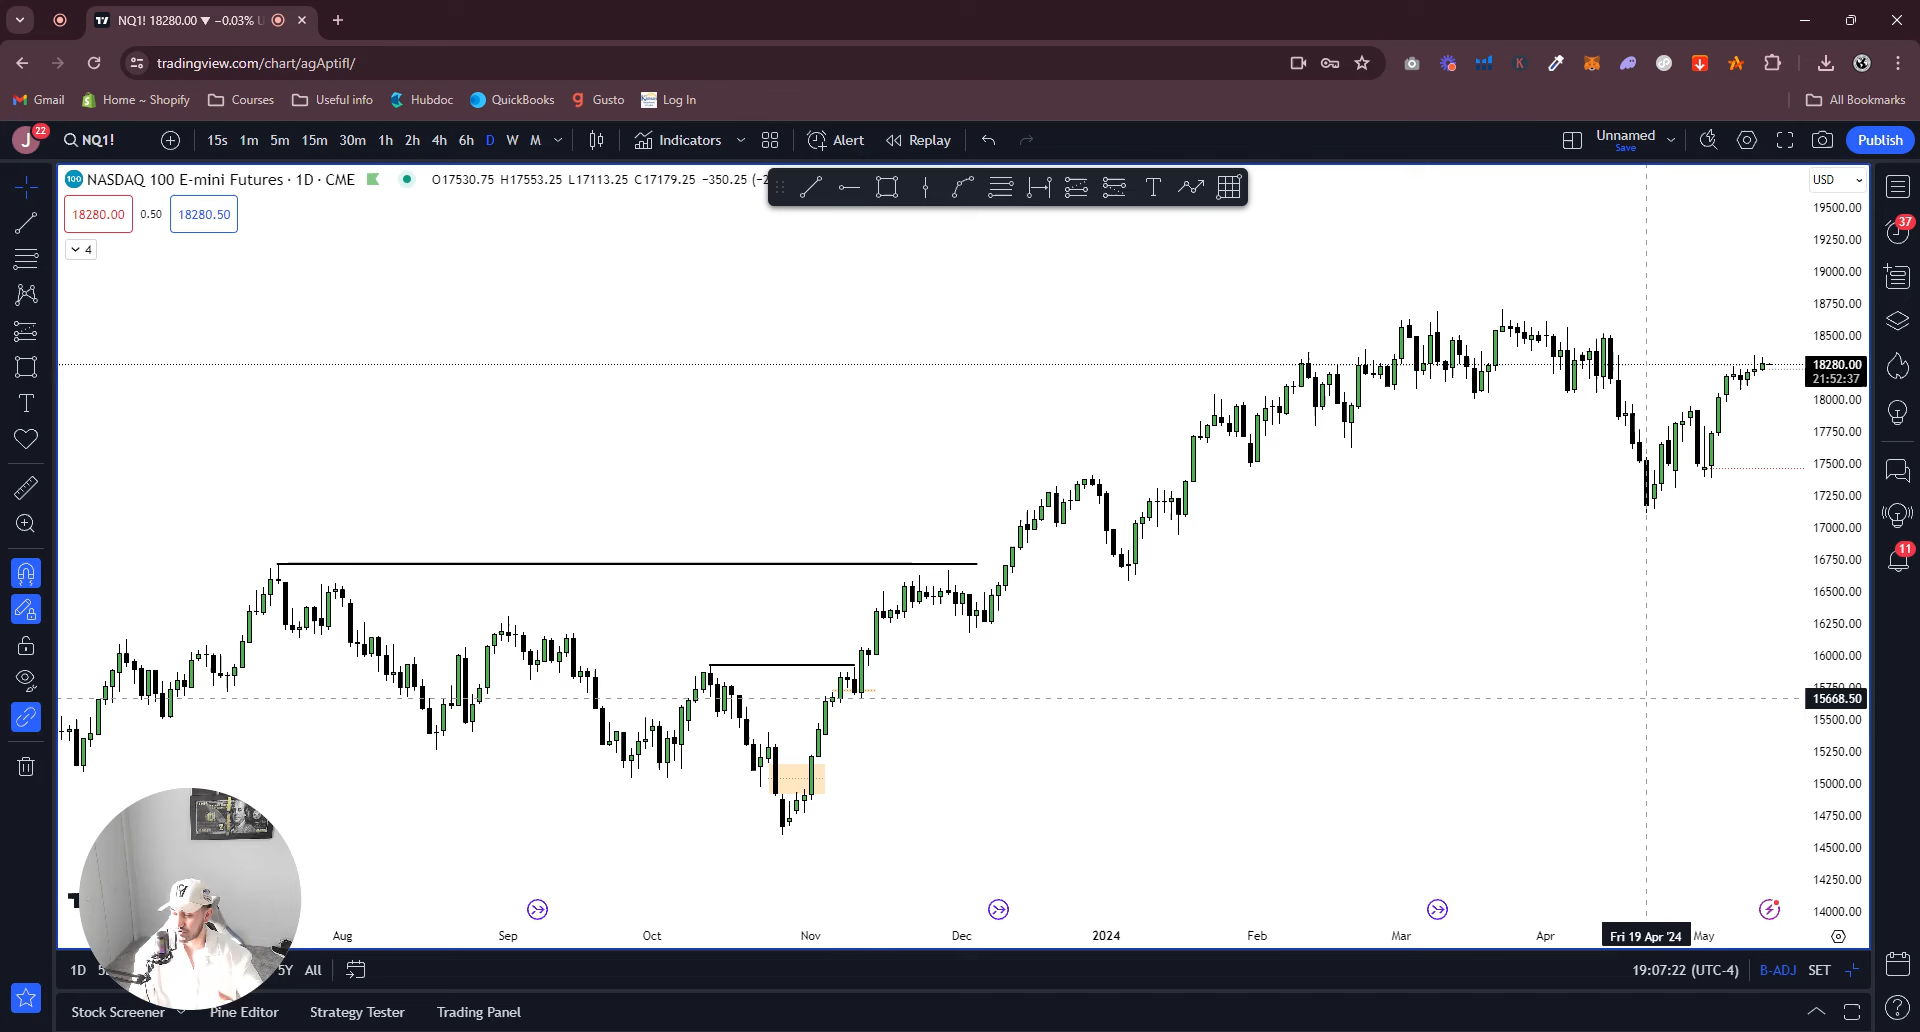 NQ1! 18280.00 ▼ −0.03% U
tradingview.com/chart/agAptifl/
Gmail
Home ~ Shopify
Courses
Useful info
Hubdoc
QuickBooks
Gusto
Log In
All Bookmarks
J 22
NQ1!
15s 1m 5m 15m 30m 1h 2h 4h 6h D W M
Indicators
Alert
Replay
Unnamed
Save
Publish
100 NASDAQ 100 E-mini Futures · 1D · CME
O17530.75 H17553.25 L17113.25 C17179.25 −350.25 (−2
18280.00 0.50 18280.50
4
USD
19500.00
19250.00
19000.00
18750.00
18500.00
18280.00
21:52:37
18000.00
17750.00
17500.00
17250.00
17000.00
16750.00
16500.00
16250.00
16000.00
15750.00
15668.50
15500.00
15250.00
15000.00
14750.00
14500.00
14250.00
14000.00
37
11
Aug Sep Oct Nov Dec 2024 Feb Mar Apr Fri 19 Apr '24 May
1D 5Y All
19:07:22 (UTC-4) B-ADJ SET
Stock Screener Pine Editor Strategy Tester Trading Panel